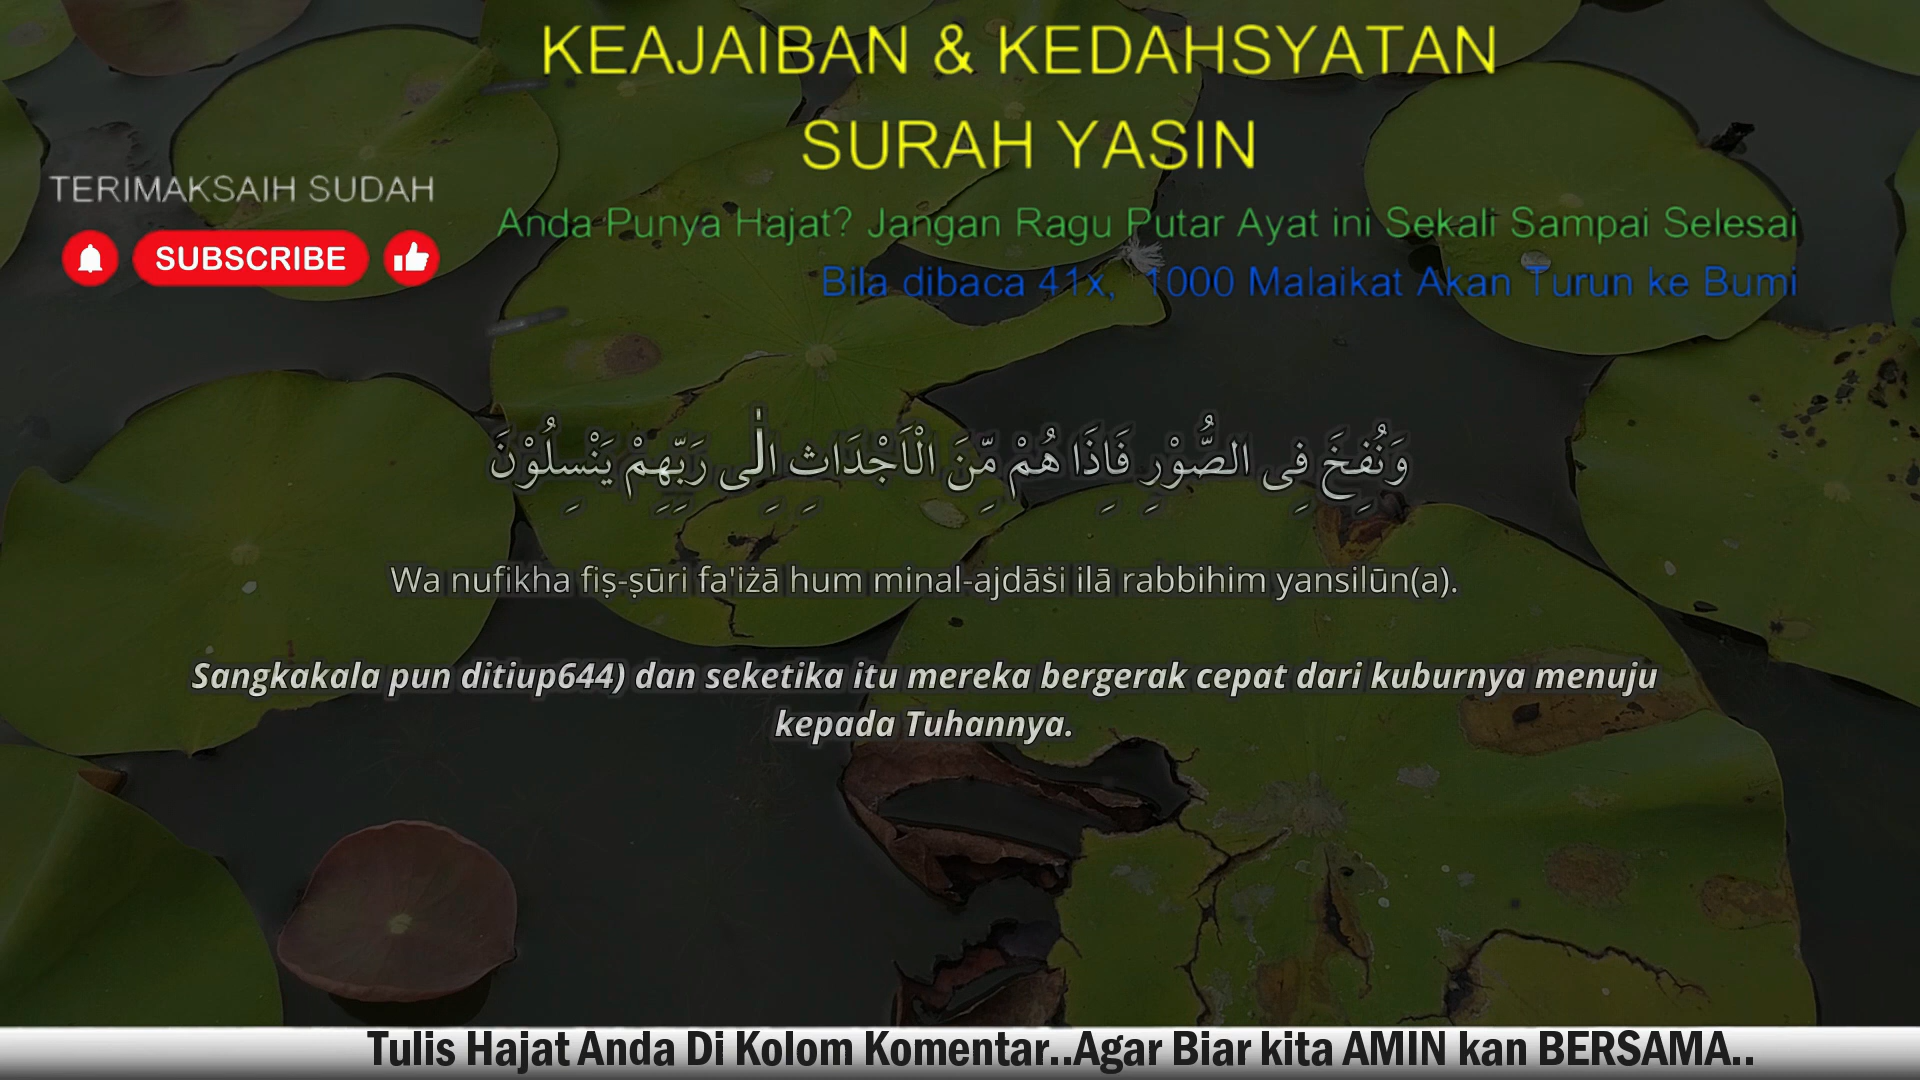 KEAJAIBAN & KEDAHSYATAN
SURAH YASIN
TERIMAKSAIH SUDAH
SUBSCRIBE
Anda Punya Hajat? Jangan Ragu Putar Ayat ini Sekali Sampai Selesai
Bila dibaca 41x, 1000 Malaikat Akan Turun ke Bumi
وَنُفِخَ فِى الصُّوْرِ فَاِذَا هُمْ مِّنَ الْاَجْدَاثِ اِلٰى رَبِّهِمْ يَنْسِلُوْنَ
Wa nufikha fiṣ-ṣūri fa'iżā hum minal-ajdāṡi ilā rabbihim yansilūn(a).
Sangkakala pun ditiup644) dan seketika itu mereka bergerak cepat dari kuburnya menuju
kepada Tuhannya.
Tulis Hajat Anda Di Kolom Komentar..Agar Biar kita AMIN kan BERSAMA..